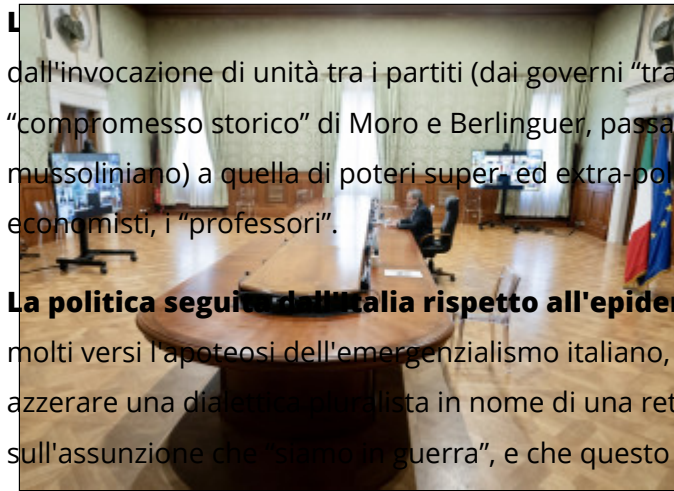 L
dall'invocazione di unità tra i partiti (dai governi “tra
“compromesso storico” di Moro e Berlinguer, passa
mussoliniano) a quella di poteri super- ed extra-pol
economisti, i “professori”.
La politica seguita dall'Italia rispetto all'epider
molti versi l'apoteosi dell'emergenzialismo italiano,
azzerare una dialettica pluralista in nome di una ret
sull'assunzione che “siamo in guerra”, e che questo